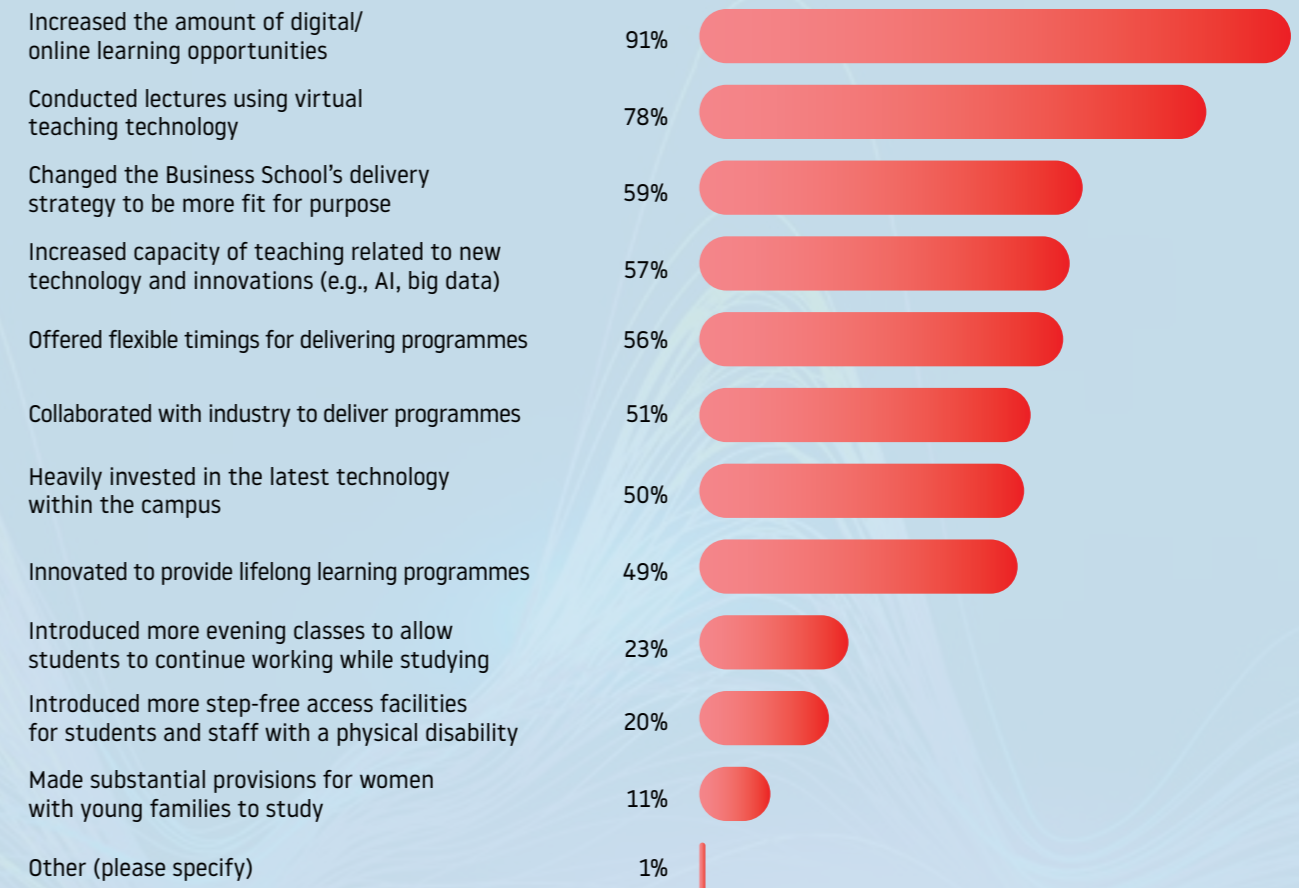 Increased the amount of digital/
online learning opportunities
91%
Conducted lectures using virtual
teaching technology
78%
Changed the Business School’s delivery
strategy to be more fit for purpose
59%
Increased capacity of teaching related to new
technology and innovations (e.g., AI, big data)
57%
Offered flexible timings for delivering programmes
56%
Collaborated with industry to deliver programmes
51%
Heavily invested in the latest technology
within the campus
50%
Innovated to provide lifelong learning programmes
49%
Introduced more evening classes to allow
students to continue working while studying
23%
Introduced more step-free access facilities
for students and staff with a physical disability
20%
Made substantial provisions for women
with young families to study
11%
Other (please specify)
1%